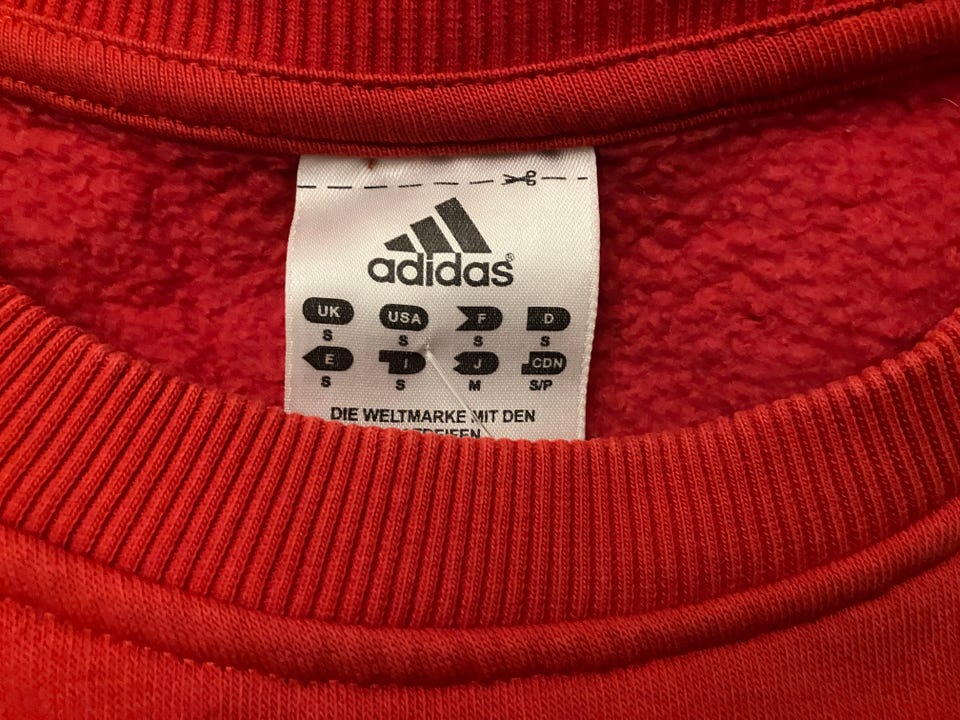 adidas®
UK USA F D
S S S S
E I J CDN
S S M S/P
DIE WELTMARKE MIT DEN